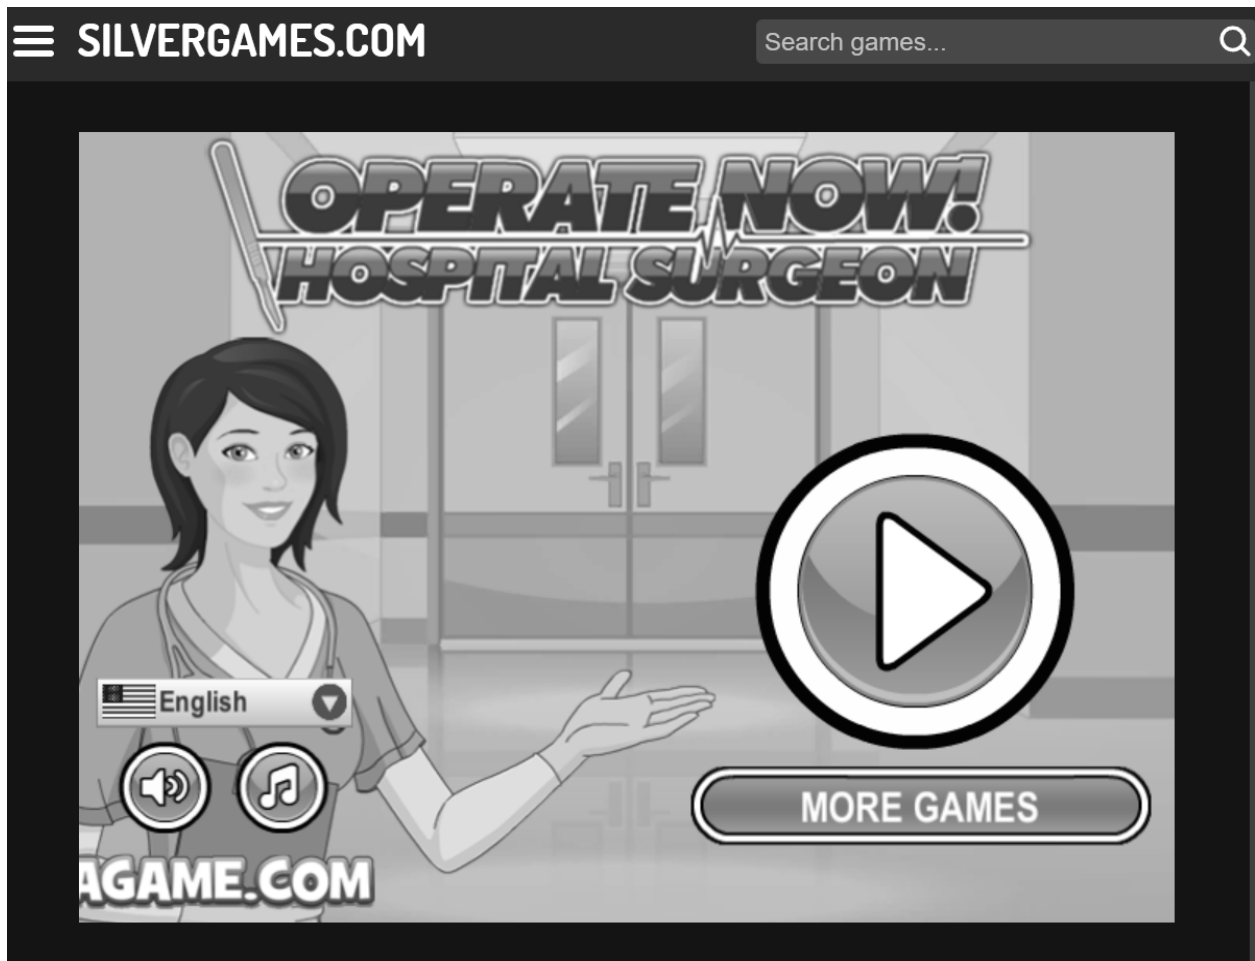 SILVERGAMES.COM
Search games...
OPERATE NOW!
HOSPITAL SURGEON
English
MORE GAMES
AGAME.COM